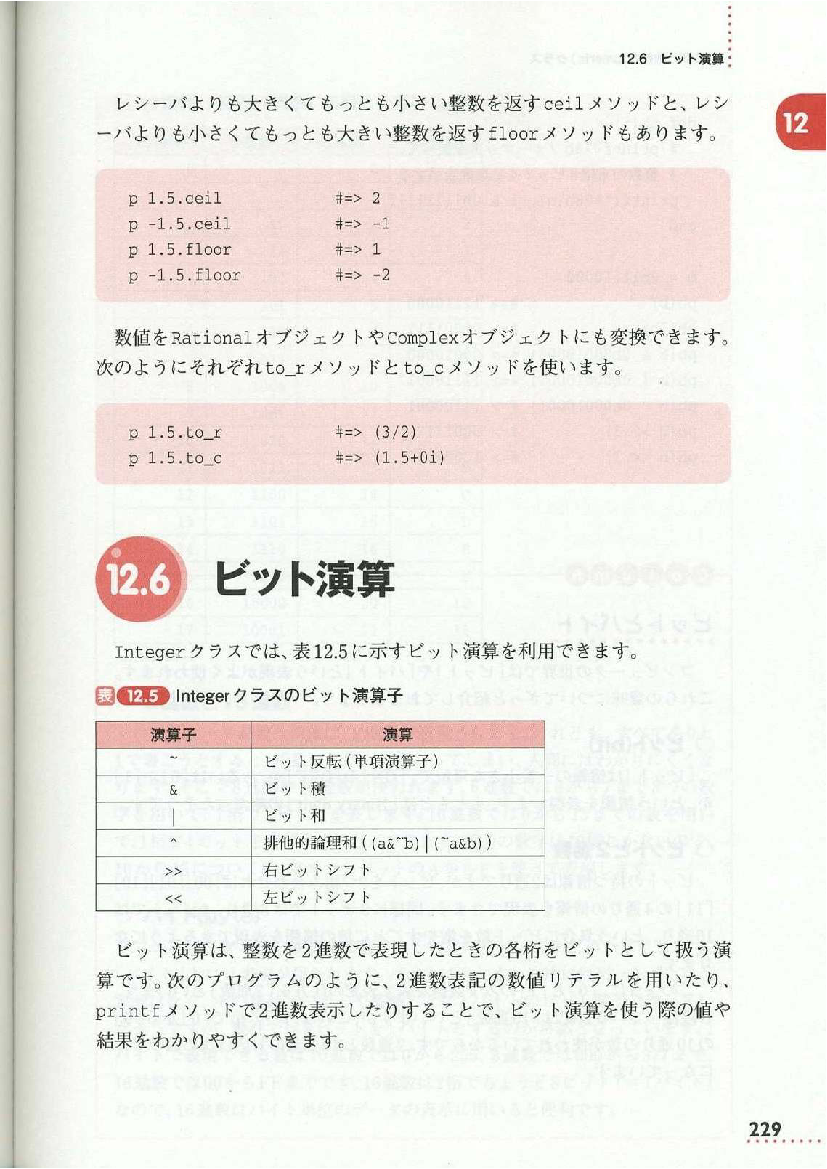 12.6 ビット演算
12
レシーバよりも大きくてもっとも小さい整数を返すceilメソッドと、レシ
ーバよりも小さくてもっとも大きい整数を返すfloorメソッドもあります。
p 1.5.ceil #=> 2
p -1.5.ceil #=> -1
p 1.5.floor #=> 1
p -1.5.floor #=> -2
数値をRationalオブジェクトやComplexオブジェクトにも変換できます。
次のようにそれぞれto_rメソッドとto_cメソッドを使います。
p 1.5.to_r #=> (3/2)
p 1.5.to_c #=> (1.5+0i)
12.6 ビット演算
Integerクラスでは、表12.5に示すビット演算を利用できます。
表 12.5 Integerクラスのビット演算子
演算子 演算
~ ビット反転(単項演算子)
& ビット積
| ビット和
^ 排他的論理和((a&~b)|(~a&b))
>> 右ビットシフト
<< 左ビットシフト
ビット演算は、整数を2進数で表現したときの各桁をビットとして扱う演
算です。次のプログラムのように、2進数表記の数値リテラルを用いたり、
printfメソッドで2進数表示したりすることで、ビット演算を使う際の値や
結果をわかりやすくできます。
229